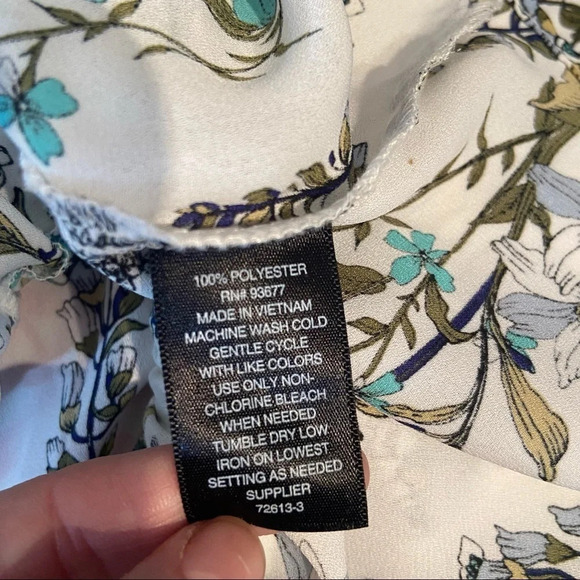 100% POLYESTER
RN# 93677
MADE IN VIETNAM
MACHINE WASH COLD
GENTLE CYCLE
WITH LIKE COLORS
USE ONLY NON-
CHLORINE BLEACH
WHEN NEEDED
TUMBLE DRY LOW
IRON ON LOWEST
SETTING AS NEEDED
SUPPLIER
72613-3